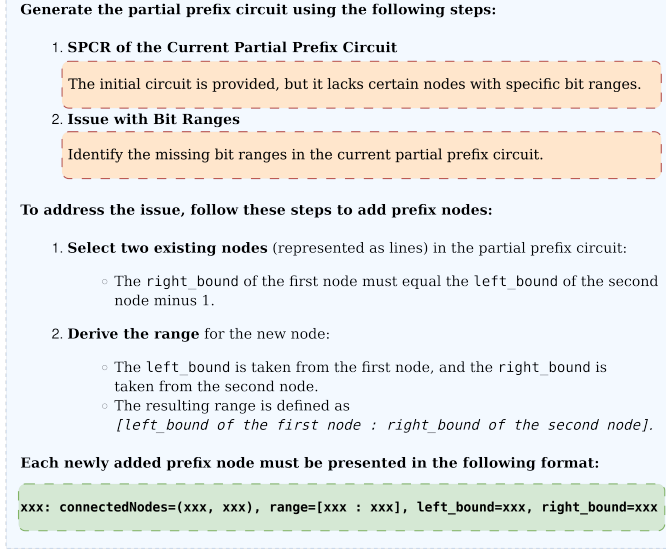 Generate the partial prefix circuit using the following steps:
1. SPCR of the Current Partial Prefix Circuit
The initial circuit is provided, but it lacks certain nodes with specific bit ranges.
2. Issue with Bit Ranges
Identify the missing bit ranges in the current partial prefix circuit.
To address the issue, follow these steps to add prefix nodes:
1. Select two existing nodes (represented as lines) in the partial prefix circuit:
◦ The right_bound of the first node must equal the left_bound of the second
node minus 1.
2. Derive the range for the new node:
◦ The left_bound is taken from the first node, and the right_bound is
taken from the second node.
◦ The resulting range is defined as
[left_bound of the first node : right_bound of the second node].
Each newly added prefix node must be presented in the following format:
xxx: connectedNodes=(xxx, xxx), range=[xxx : xxx], left_bound=xxx, right_bound=xxx